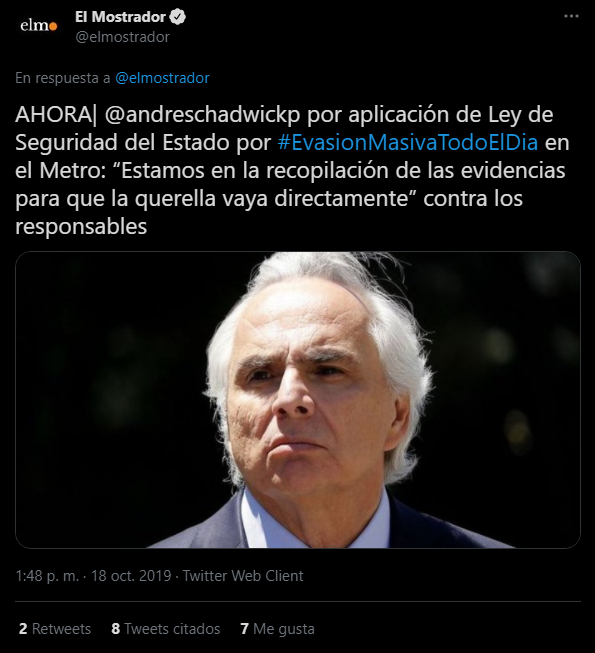 elmo
El Mostrador
@elmostrador
En respuesta a @elmostrador
AHORA| @andreschadwickp por aplicación de Ley de
Seguridad del Estado por #EvasionMasivaTodoElDia en
el Metro: “Estamos en la recopilación de las evidencias
para que la querella vaya directamente” contra los
responsables
1:48 p. m. · 18 oct. 2019 · Twitter Web Client
2 Retweets 8 Tweets citados 7 Me gusta